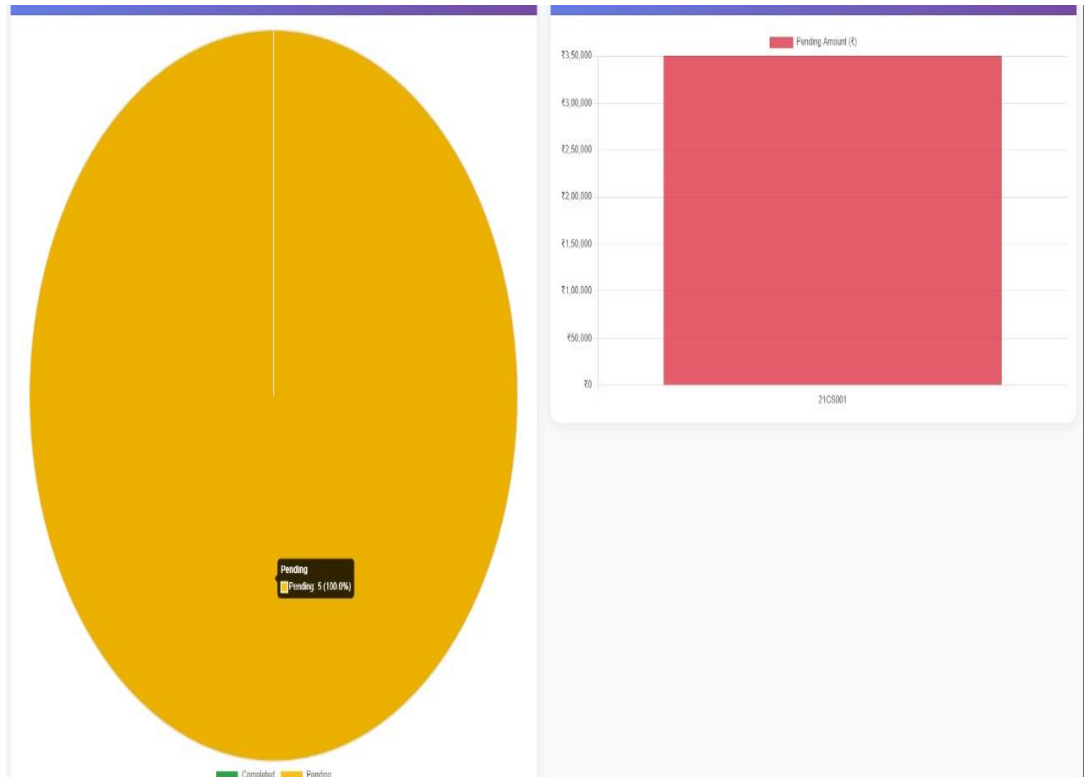 Pending
Pending: 5 (100.0%)
Completed Pending
Pending Amount (₹)
₹3,50,000
₹3,00,000
₹2,50,000
₹2,00,000
₹1,50,000
₹1,00,000
₹50,000
₹0
21CS001